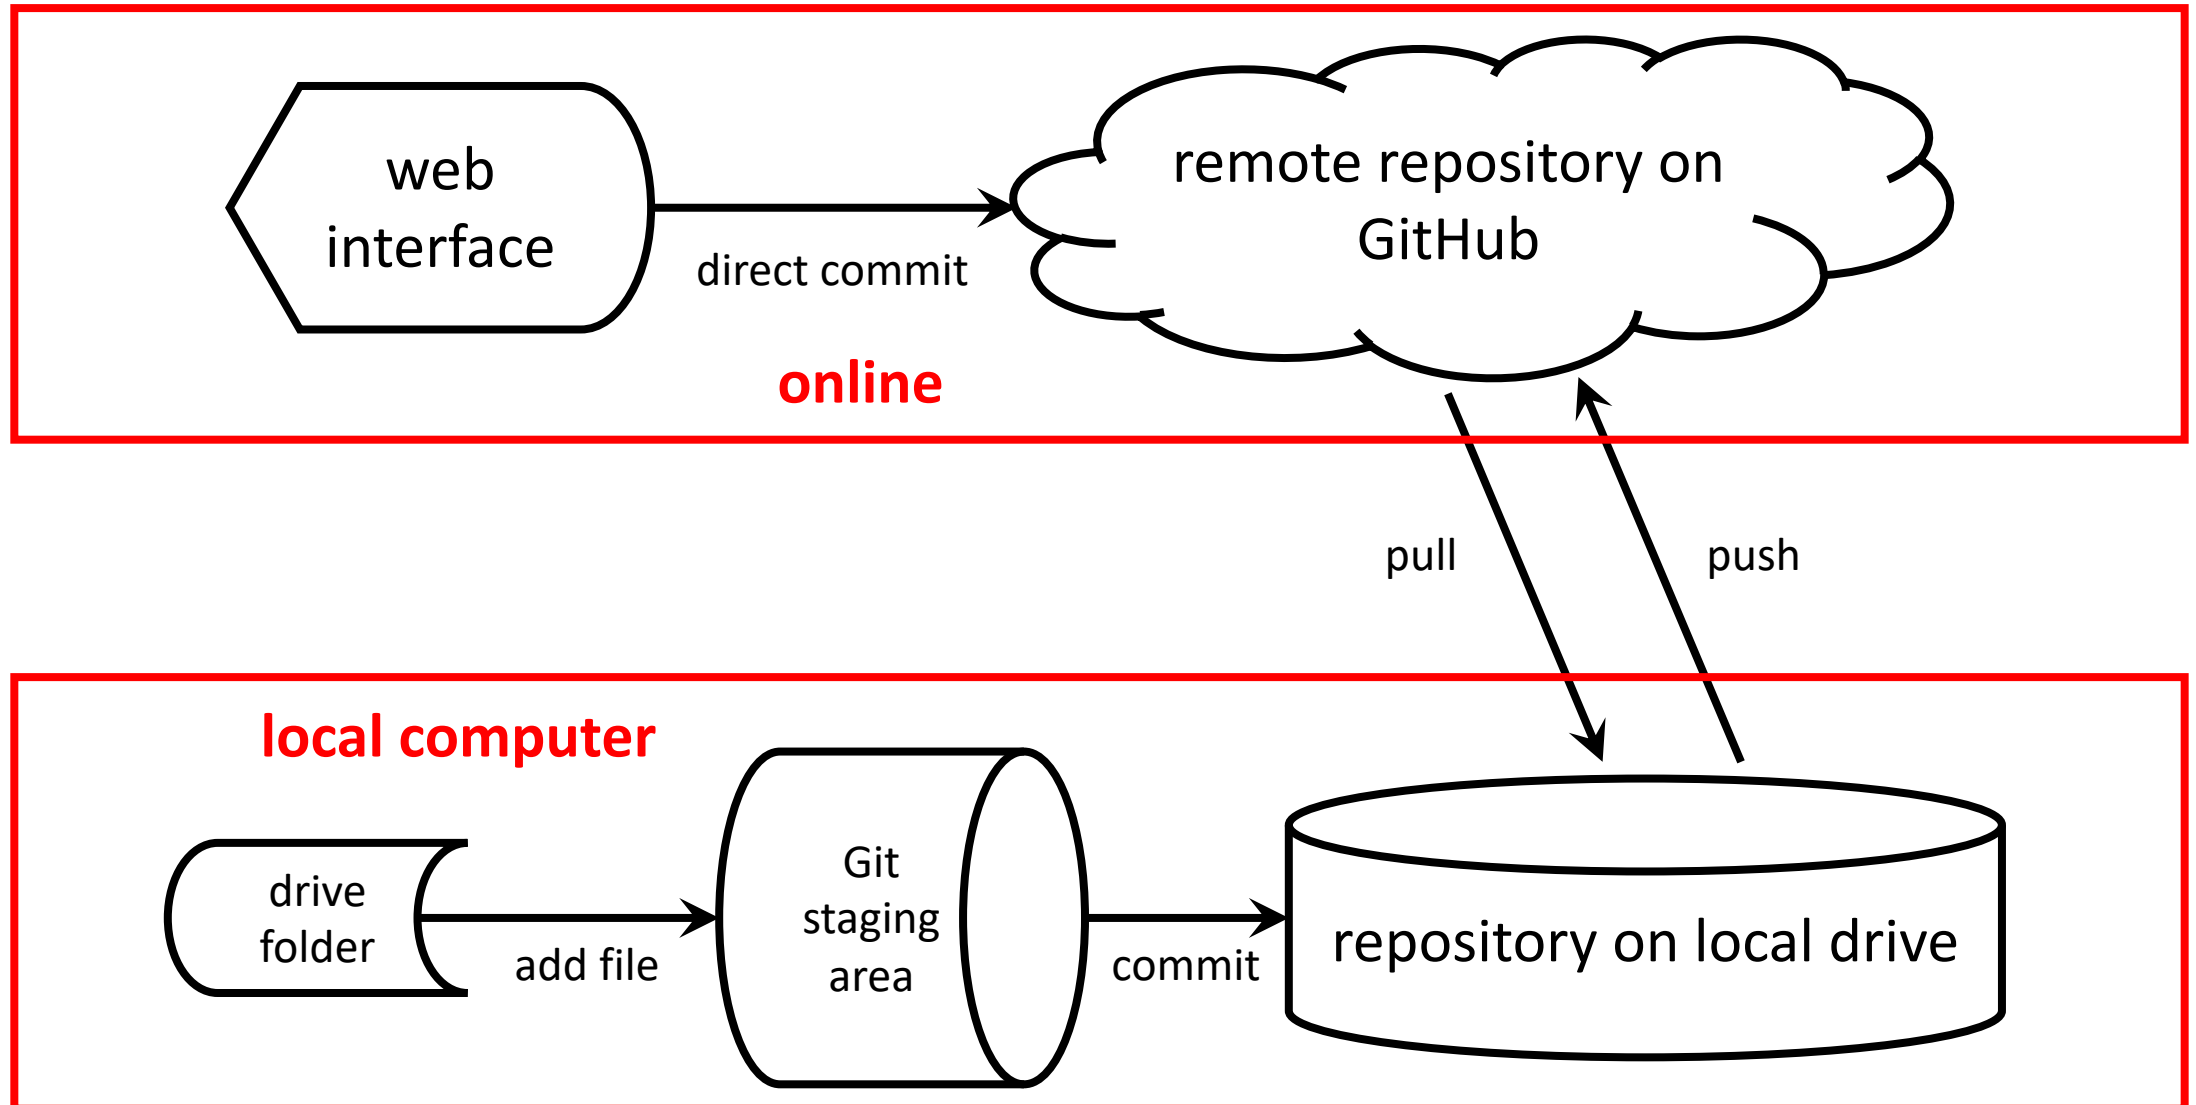 web
interface
remote repository on
GitHub
direct commit
online
pull
push
local computer
drive
folder
add file
Git
staging
area
commit
repository on local drive